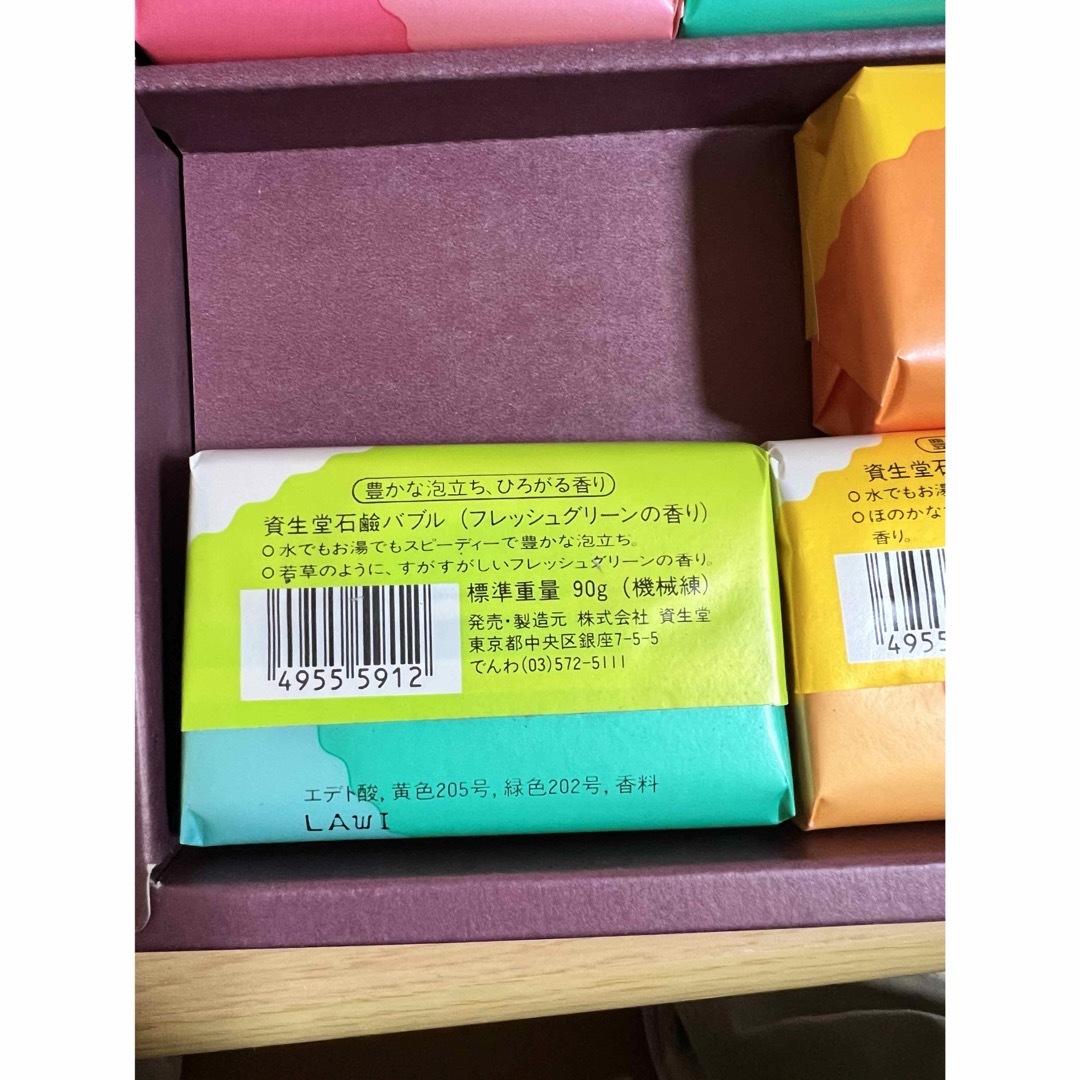 豊かな泡立ち、ひろがる香り
資生堂石鹼バブル（フレッシュグリーンの香り）
○水でもお湯でもスピーディーで豊かな泡立ち。
○若草のように、すがすがしいフレッシュグリーンの香り。
標準重量 90g（機械練）
発売・製造元 株式会社 資生堂
東京都中央区銀座7-5-5
でんわ(03)572-5111
4955 5912
エデト酸, 黄色205号, 緑色202号, 香料
LAWI
豊
資生堂石
○水でもお湯
○ほのかな
香り。
4955